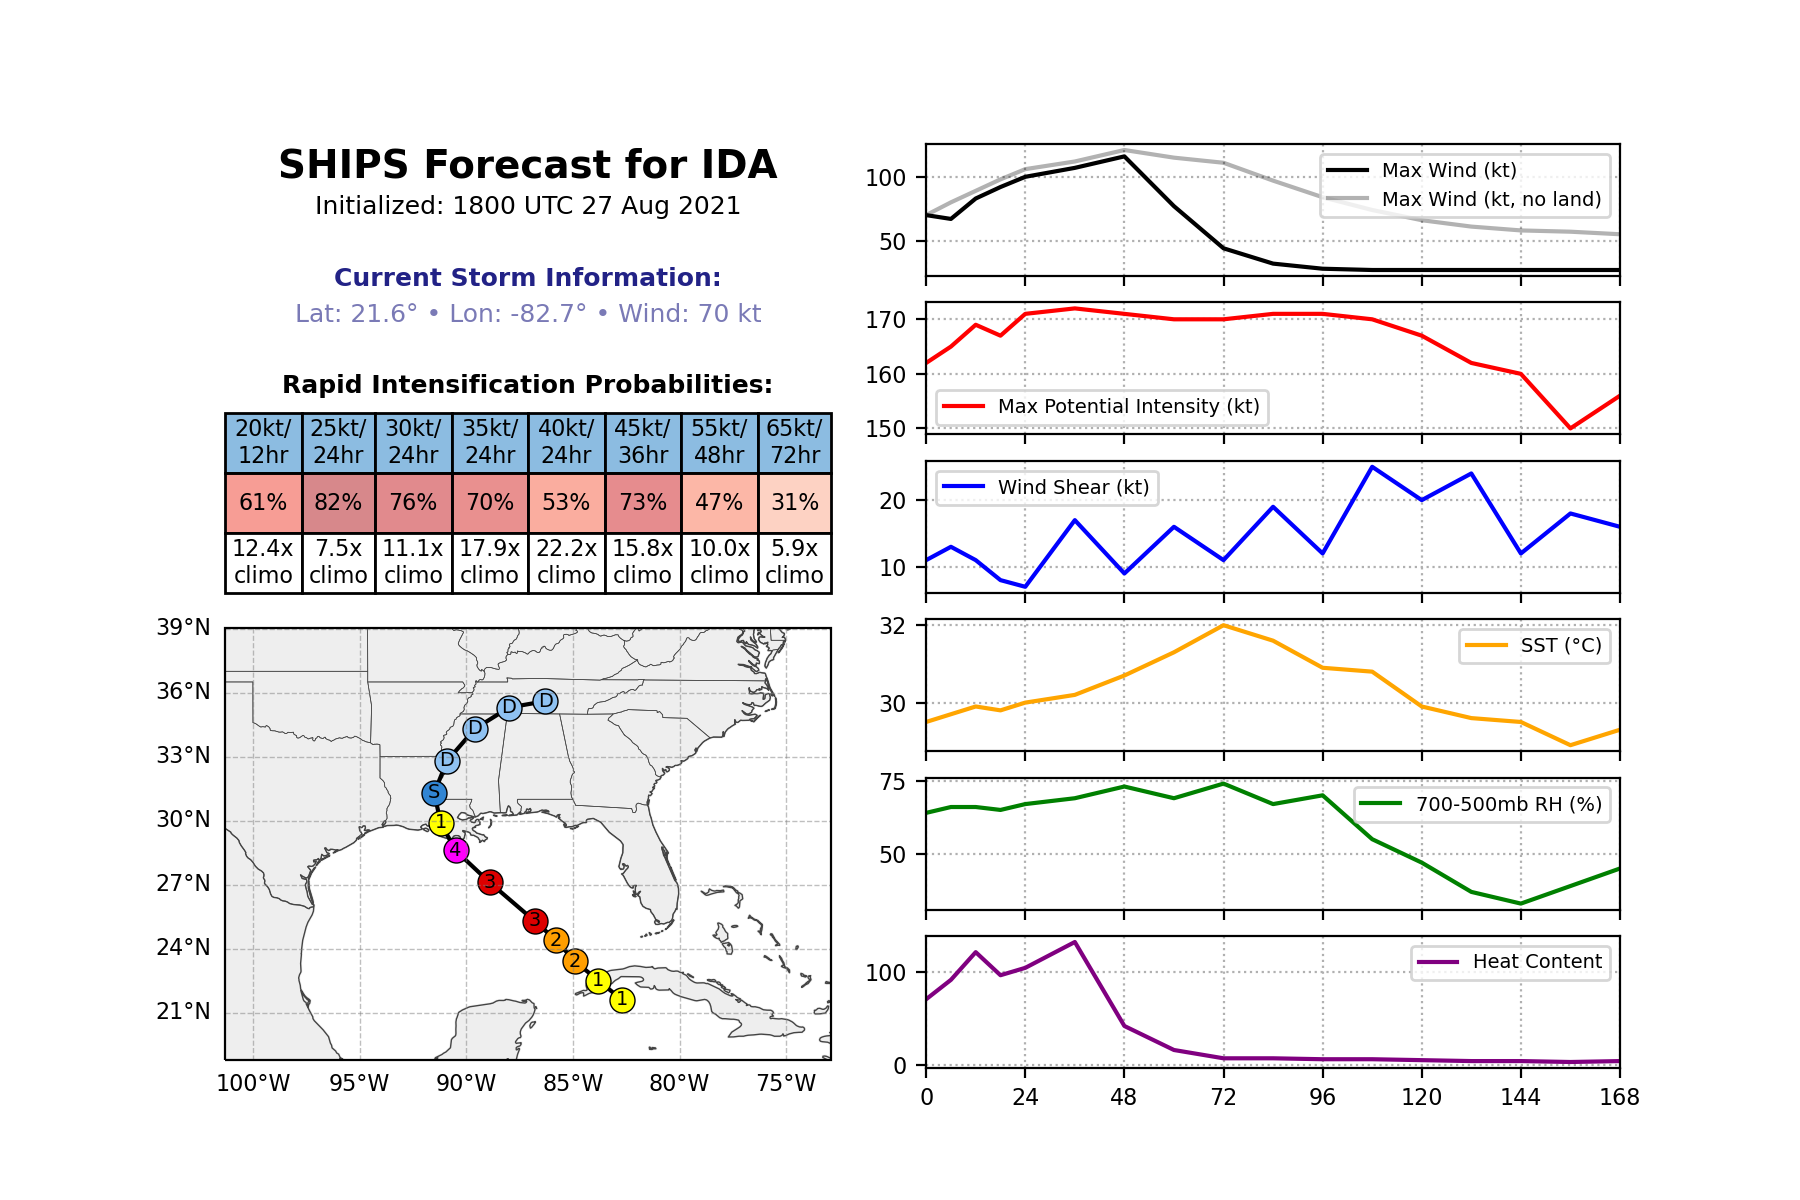 SHIPS Forecast for IDA
Initialized: 1800 UTC 27 Aug 2021
Current Storm Information:
Lat: 21.6° • Lon: -82.7° • Wind: 70 kt
Rapid Intensification Probabilities:
20kt/ 25kt/ 30kt/ 35kt/ 40kt/ 45kt/ 55kt/ 65kt/
12hr 24hr 24hr 24hr 24hr 36hr 48hr 72hr
61% 82% 76% 70% 53% 73% 47% 31%
12.4x 7.5x 11.1x 17.9x 22.2x 15.8x 10.0x 5.9x
climo climo climo climo climo climo climo climo
39°N
36°N
33°N
30°N
27°N
24°N
21°N
D D
D
D
S
1
4
3
3
2
2
1
1
100°W 95°W 90°W 85°W 80°W 75°W
100
50
Max Wind (kt)
Max Wind (kt, no land)
170
160
150
Max Potential Intensity (kt)
Wind Shear (kt)
20
10
32
30
SST (°C)
75
50
700-500mb RH (%)
100
0
Heat Content
0 24 48 72 96 120 144 168